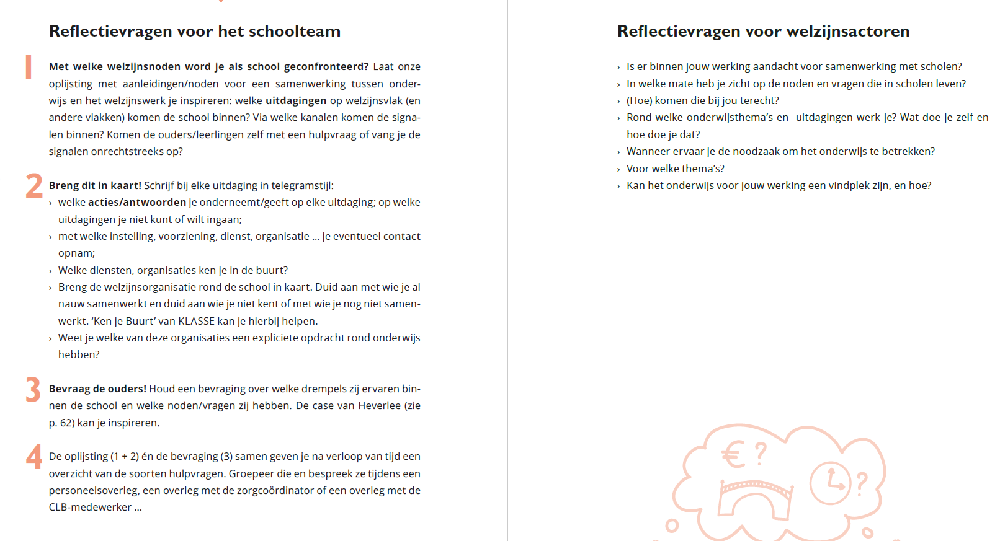 Reflectievragen voor het schoolteam
1 Met welke welzijnsnoden word je als school geconfronteerd? Laat onze
oplijsting met aanleidingen/noden voor een samenwerking tussen onder-
wijs en het welzijnswerk je inspireren: welke uitdagingen op welzijnsvlak (en
andere vlakken) komen de school binnen? Via welke kanalen komen de signa-
len binnen? Komen de ouders/leerlingen zelf met een hulpvraag of vang je de
signalen onrechtstreeks op?
2 Breng dit in kaart! Schrijf bij elke uitdaging in telegramstijl:
› welke acties/antwoorden je onderneemt/geeft op elke uitdaging; op welke
uitdagingen je niet kunt of wilt ingaan;
› met welke instelling, voorziening, dienst, organisatie ... je eventueel contact
opnam;
› Welke diensten, organisaties ken je in de buurt?
› Breng de welzijnsorganisatie rond de school in kaart. Duid aan met wie je al
nauw samenwerkt en duid aan wie je niet kent of met wie je nog niet samen-
werkt. ‘Ken je Buurt’ van KLASSE kan je hierbij helpen.
› Weet je welke van deze organisaties een expliciete opdracht rond onderwijs
hebben?
3 Bevraag de ouders! Houd een bevraging over welke drempels zij ervaren bin-
nen de school en welke noden/vragen zij hebben. De case van Heverlee (zie
p. 62) kan je inspireren.
4 De oplijsting (1 + 2) én de bevraging (3) samen geven je na verloop van tijd een
overzicht van de soorten hulpvragen. Groepeer die en bespreek ze tijdens een
personeelsoverleg, een overleg met de zorgcoördinator of een overleg met de
CLB-medewerker ...
Reflectievragen voor welzijnsactoren
› Is er binnen jouw werking aandacht voor samenwerking met scholen?
› In welke mate heb je zicht op de noden en vragen die in scholen leven?
› (Hoe) komen die bij jou terecht?
› Rond welke onderwijsthema’s en -uitdagingen werk je? Wat doe je zelf en
hoe doe je dat?
› Wanneer ervaar je de noodzaak om het onderwijs te betrekken?
› Voor welke thema’s?
› Kan het onderwijs voor jouw werking een vindplek zijn, en hoe?
€ ?
?